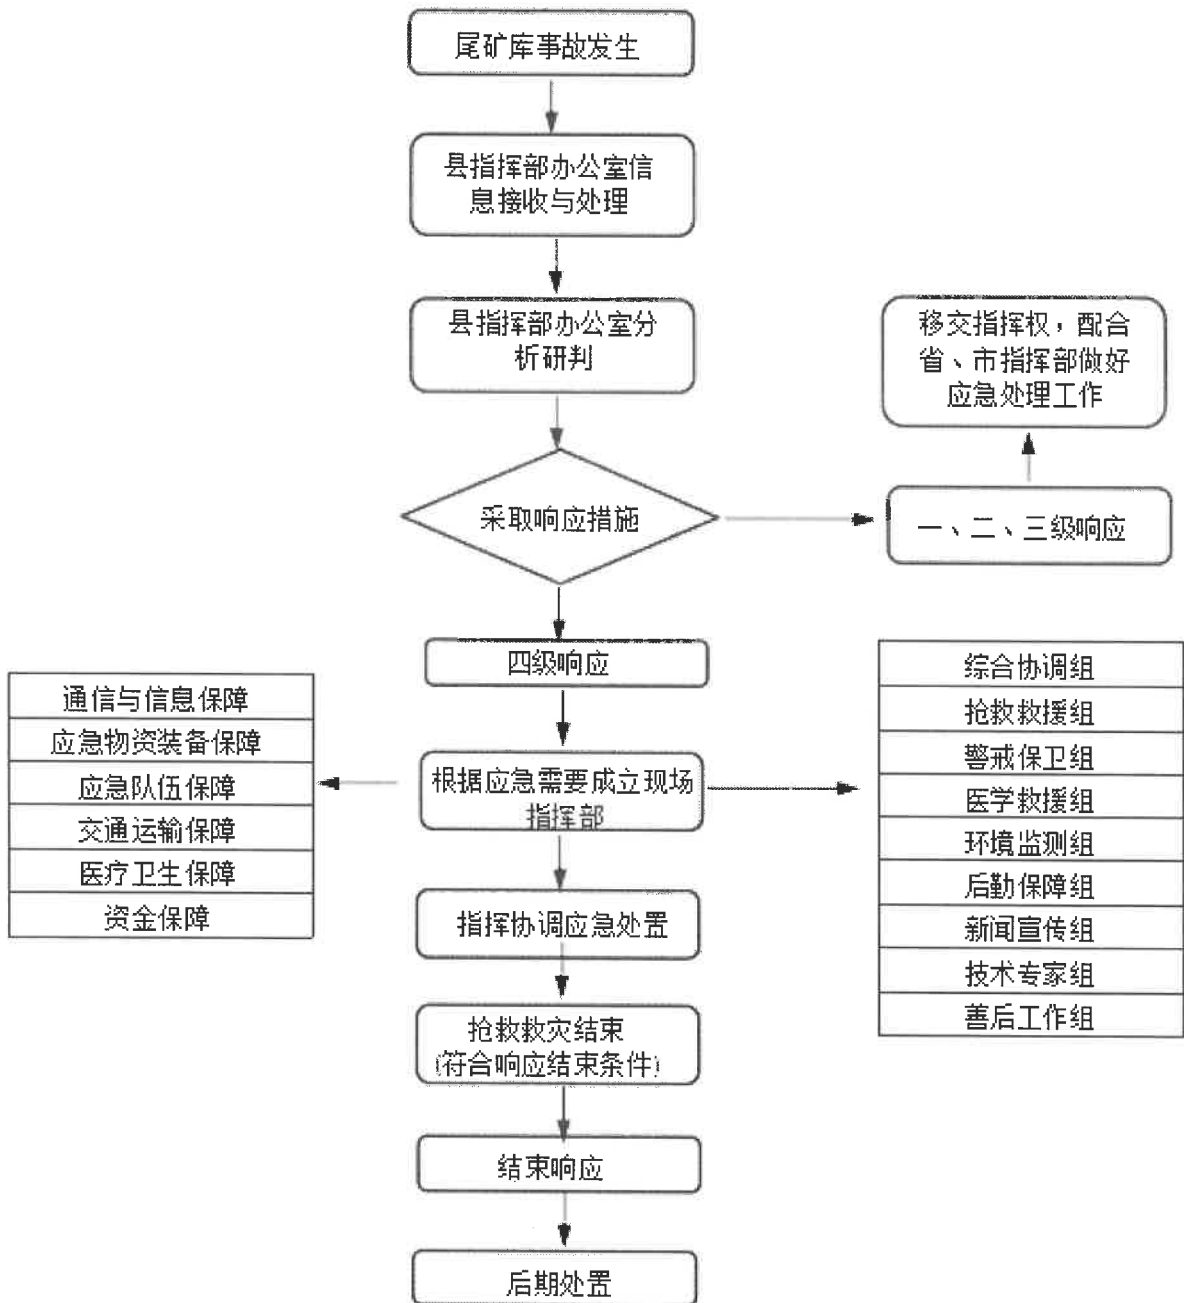 尾矿库事故发生
县指挥部办公室信
息接收与处理
县指挥部办公室分
析研判
移交指挥权，配合
省、市指挥部做好
应急处理工作
采取响应措施
一、二、三级响应
四级响应
通信与信息保障
应急物资装备保障
应急队伍保障
交通运输保障
医疗卫生保障
资金保障
根据应急需要成立现场
指挥部
综合协调组
抢救救援组
警戒保卫组
医学救援组
环境监测组
后勤保障组
新闻宣传组
技术专家组
善后工作组
指挥协调应急处置
抢救救灾结束
(符合响应结束条件)
结束响应
后期处置